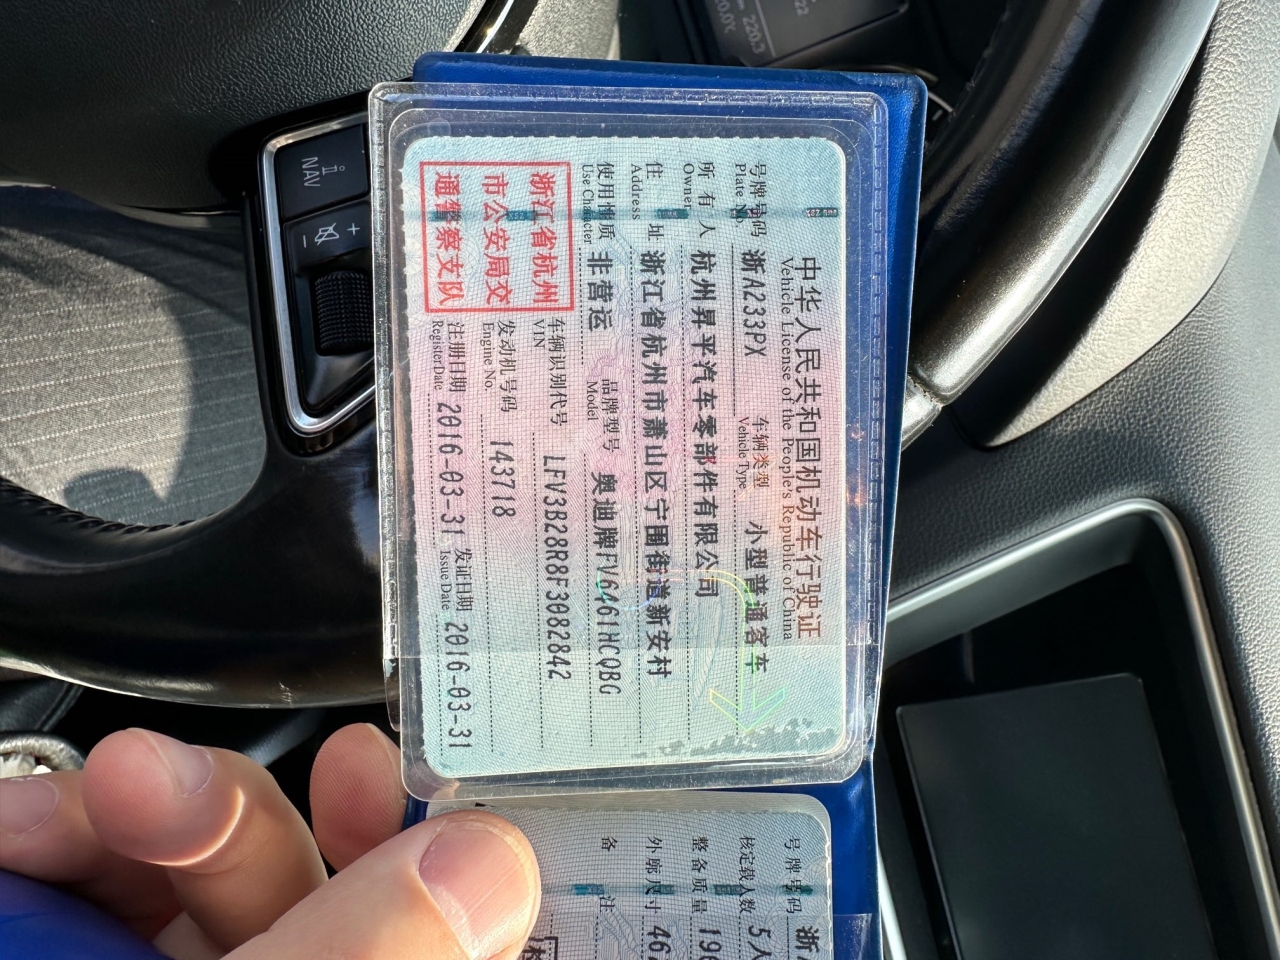 中华人民共和国机动车行驶证
Vehicle License of the People's Republic of China
号牌号码 浙A233PX 车辆类型 小型普通客车
Plate No. Vehicle Type
所有人 杭州昇平汽车零部件有限公司
Owner
住址 浙江省杭州市萧山区宁围街道新安村
Address
使用性质 非营运 品牌型号 奥迪牌FV6461HCQBG
Use Character Model
浙江省杭州
市公安局交
通警察支队
车辆识别代号 LFV3B28R8F3082842
VIN
发动机号码 143718
Engine No.
注册日期 2016-03-31 发证日期 2016-03-31
Register Date Issue Date
号牌号码 浙
核定载人数 5人
整备质量
外廓尺寸 46
备注
NAV
220.3